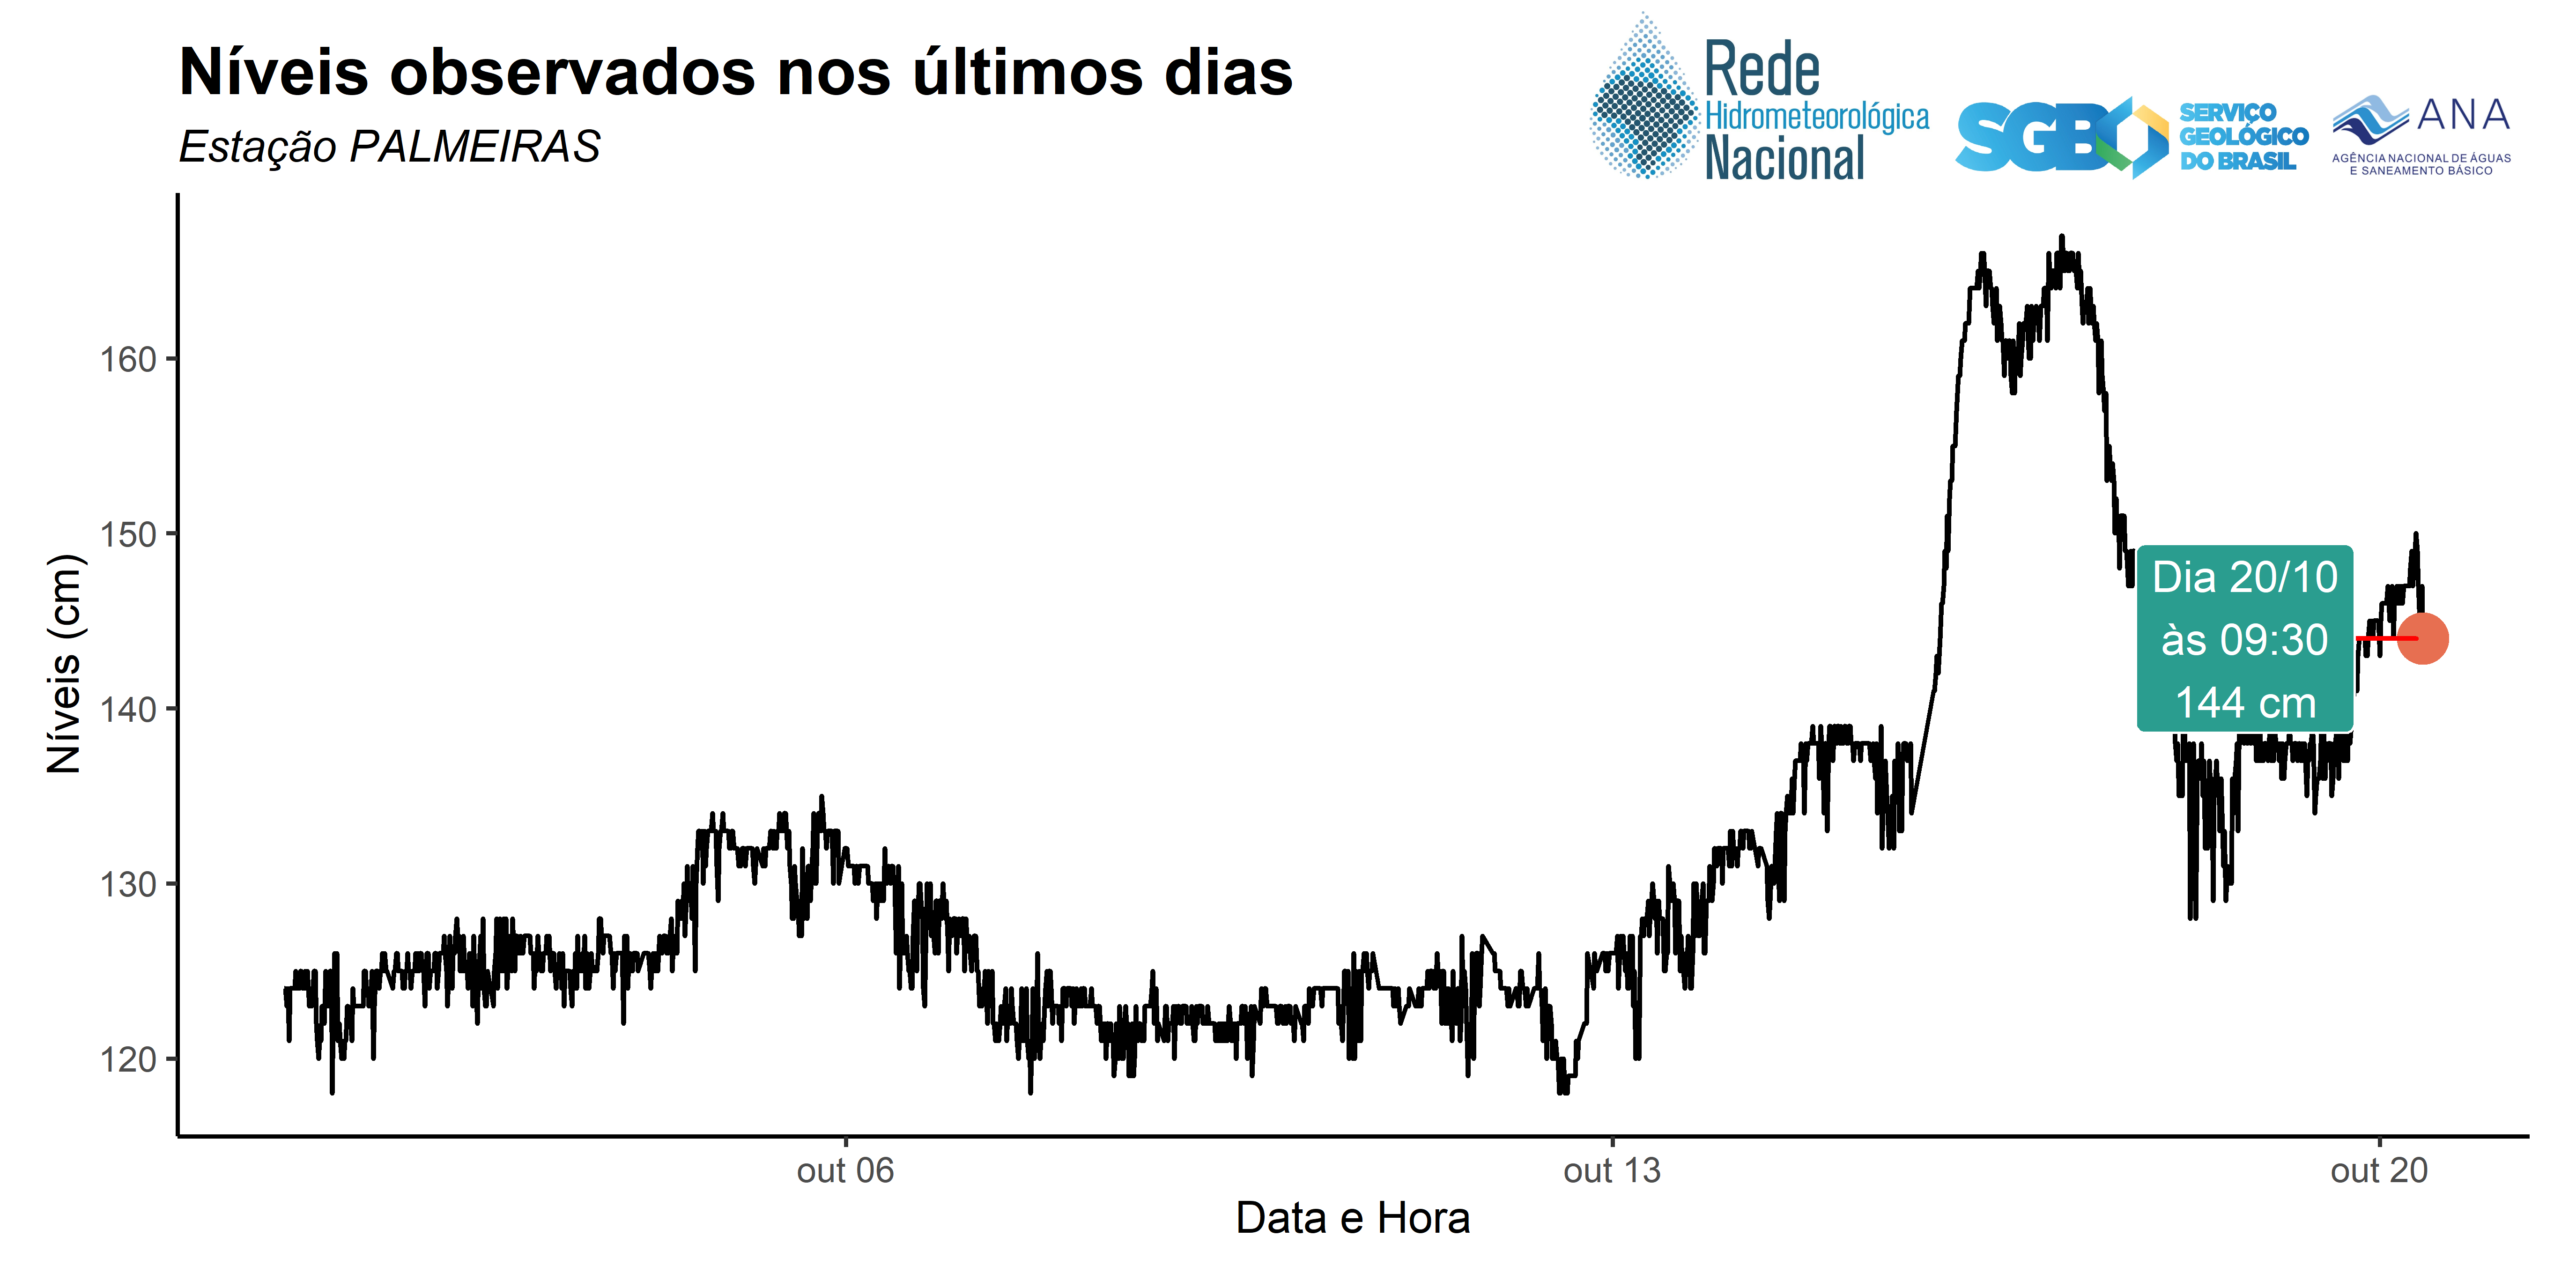 Níveis observados nos últimos dias
Estação PALMEIRAS
Rede
Hidrometeorológica
Nacional
SGB
SERVIÇO
GEOLÓGICO
DO BRASIL
ANA
AGÊNCIA NACIONAL DE ÁGUAS
E SANEAMENTO BÁSICO
Níveis (cm)
160
150
140
130
120
Dia 20/10
às 09:30
144 cm
out 06
out 13
out 20
Data e Hora